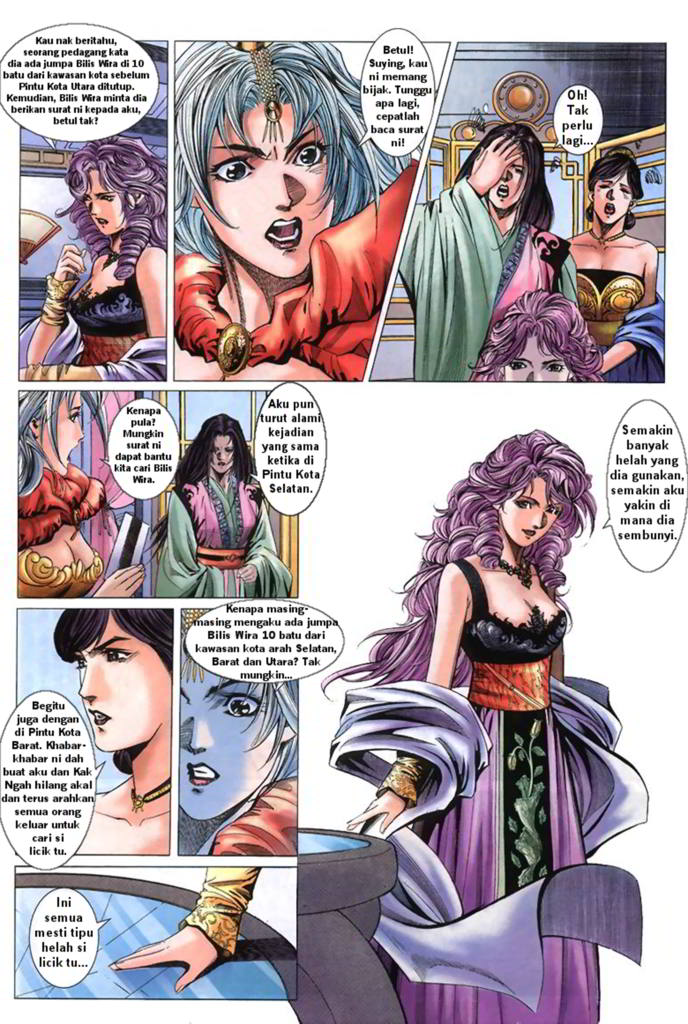 Kau nak beritahu,
seorang pedagang kata
dia ada jumpa Bilis Wira di 10
batu dari kawasan kota sebelum
Pintu Kota Utara ditutup.
Kemudian, Bilis Wira minta dia
berikan surat ni kepada aku,
betul tak?
Betul!
Suying, kau
ni memang
bijak. Tunggu
apa lagi,
cepatlah
baca surat
ni!
Oh!
Tak
perlu
lagi...
Kenapa
pula?
Mungkin
surat ni
dapat bantu
kita cari Bilis
Wira.
Aku pun
turut alami
kejadian
yang sama
ketika di
Pintu Kota
Selatan.
Semakin
banyak
helah yang
dia gunakan,
semakin aku
yakin di
mana dia
sembunyi.
Begitu
juga dengan
di Pintu Kota
Barat. Khabar-
khabar ni dah
buat aku dan Kak
Ngah hilang akal
dan terus arahkan
semua orang
keluar untuk
cari si
licik tu.
Kenapa masing-
masing mengaku ada jumpa
Bilis Wira 10 batu dari
kawasan kota arah Selatan,
Barat dan Utara? Tak
mungkin...
Ini
semua
mesti tipu
helah si
licik tu...